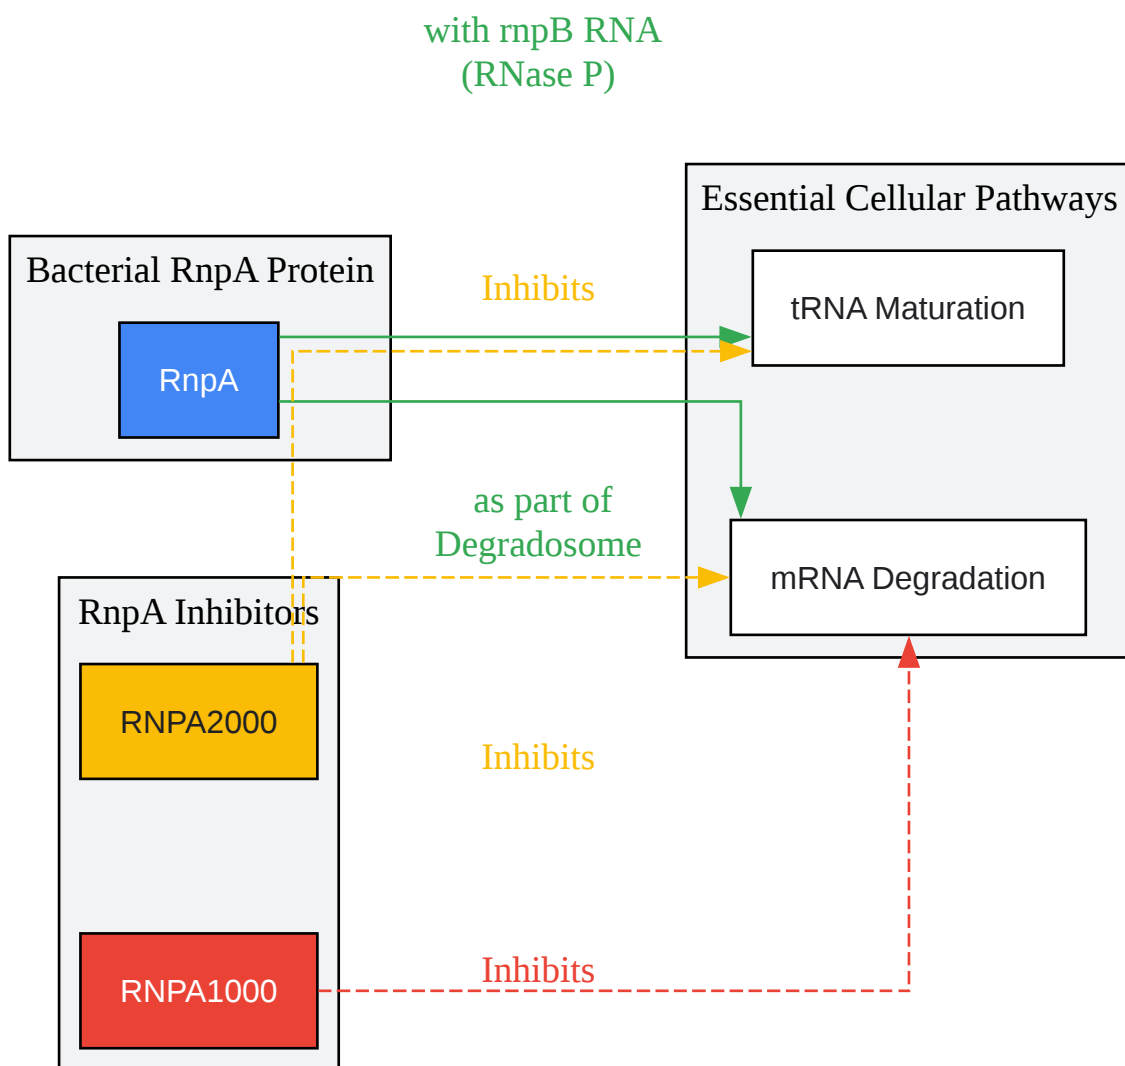 with rnpB RNA
(RNase P)
Essential Cellular Pathways
Bacterial RnpA Protein
Inhibits
tRNA Maturation
RnpA
as part of
Degradosome
mRNA Degradation
RnpA Inhibitors
RNPA2000
Inhibits
Inhibits
RNPA1000